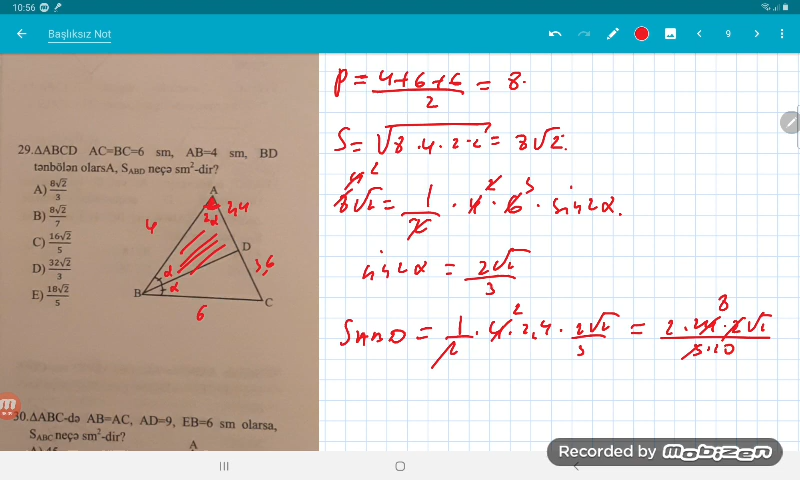 10:56
Başlıksız Not
9
29.ΔABCD AC=BC=6 sm, AB=4 sm, BD
tənbölən olarsA, S_ABD neçə sm²-dir?
A) 8√2/3
B) 8√2/7
C) 16√2/5
D) 32√2/3
E) 18√2/5
A
2α
2,4
4
D
α
α
3,6
B
6
C
30.ΔABC-də AB=AC, AD=9, EB=6 sm olarsa,
S_ABC neçə sm²-dir?
A
P = (4+6+6)/2 = 8.
S = √(8·4·2·2) = 8√2.
8√2 = 1/2 · 4 · 6 · sin2α.
sin2α = 2√2/3
S_ABD = 1/2 · 4 · 2,4 · 2√2/3 = (2·24·2√2)/(3·10)
Recorded by mobizen